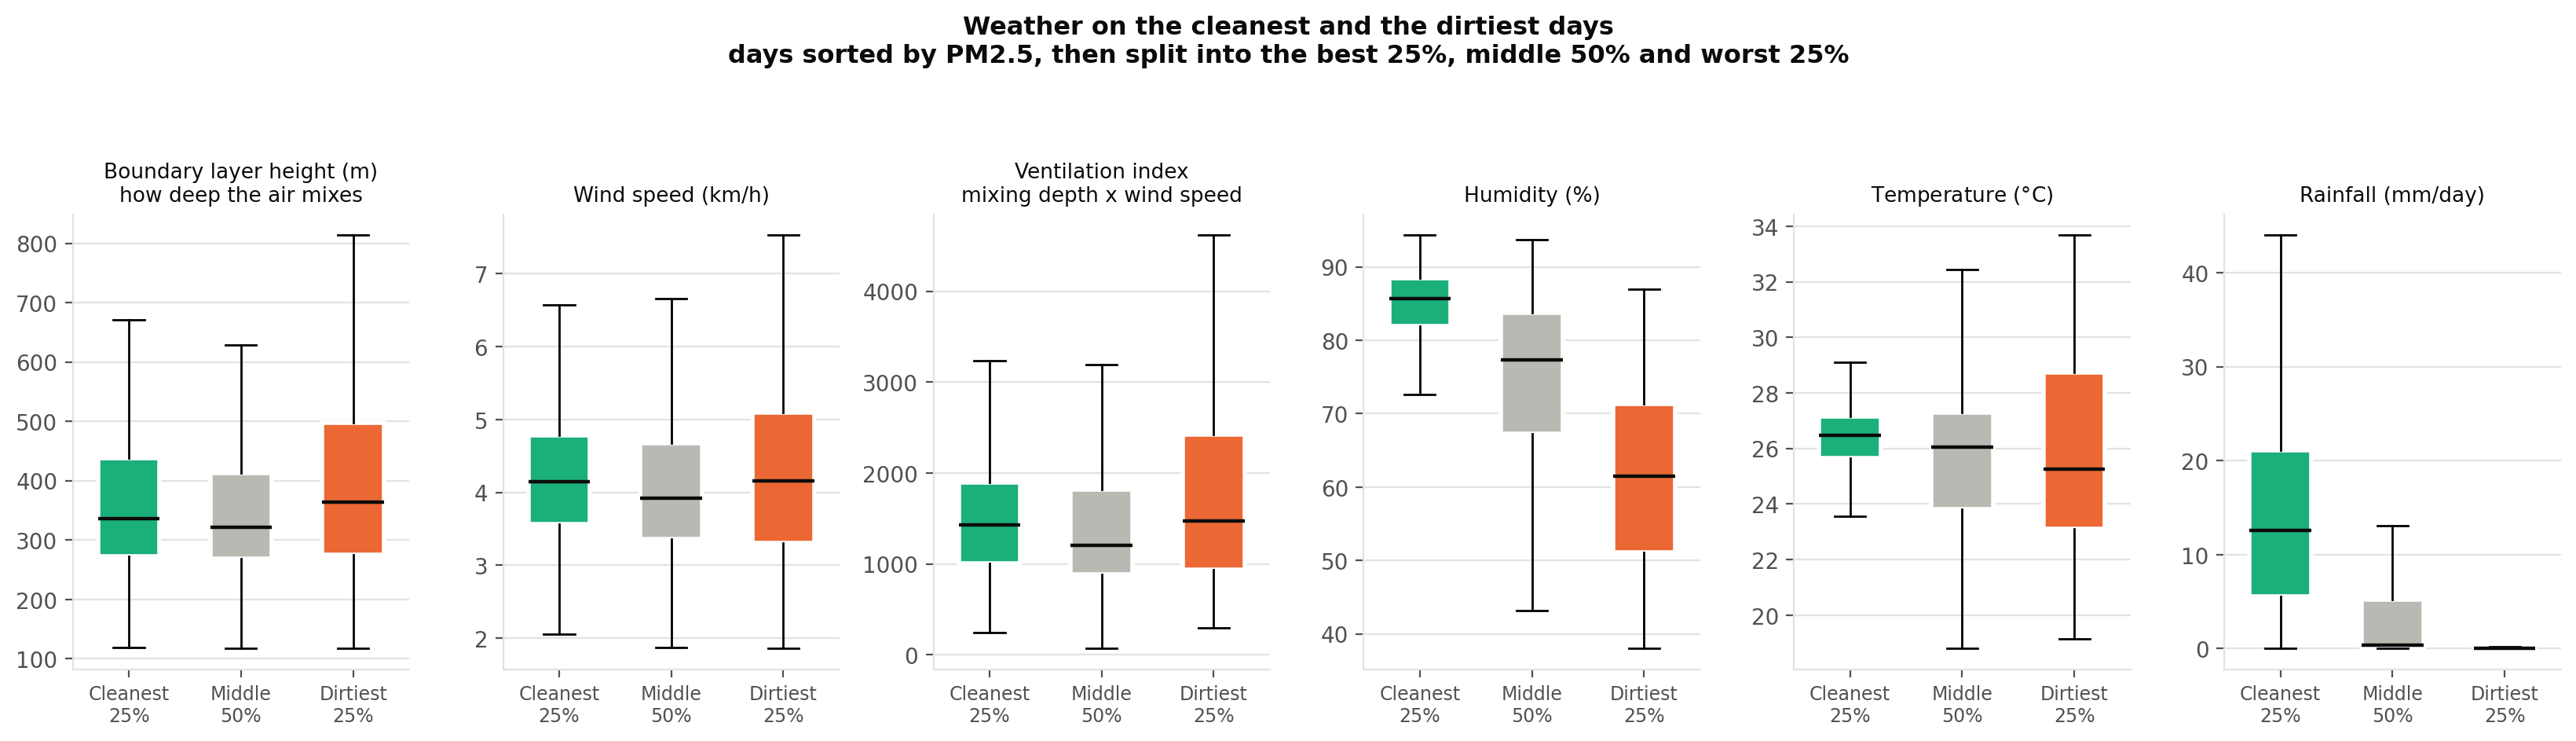 Weather on the cleanest and the dirtiest days
days sorted by PM2.5, then split into the best 25%, middle 50% and worst 25%
Boundary layer height (m)
how deep the air mixes
800
700
600
500
400
300
200
100
Cleanest
25%
Middle
50%
Dirtiest
25%
Wind speed (km/h)
7
6
5
4
3
2
Cleanest
25%
Middle
50%
Dirtiest
25%
Ventilation index
mixing depth x wind speed
4000
3000
2000
1000
0
Cleanest
25%
Middle
50%
Dirtiest
25%
Humidity (%)
90
80
70
60
50
40
Cleanest
25%
Middle
50%
Dirtiest
25%
Temperature (°C)
34
32
30
28
26
24
22
20
Cleanest
25%
Middle
50%
Dirtiest
25%
Rainfall (mm/day)
40
30
20
10
0
Cleanest
25%
Middle
50%
Dirtiest
25%